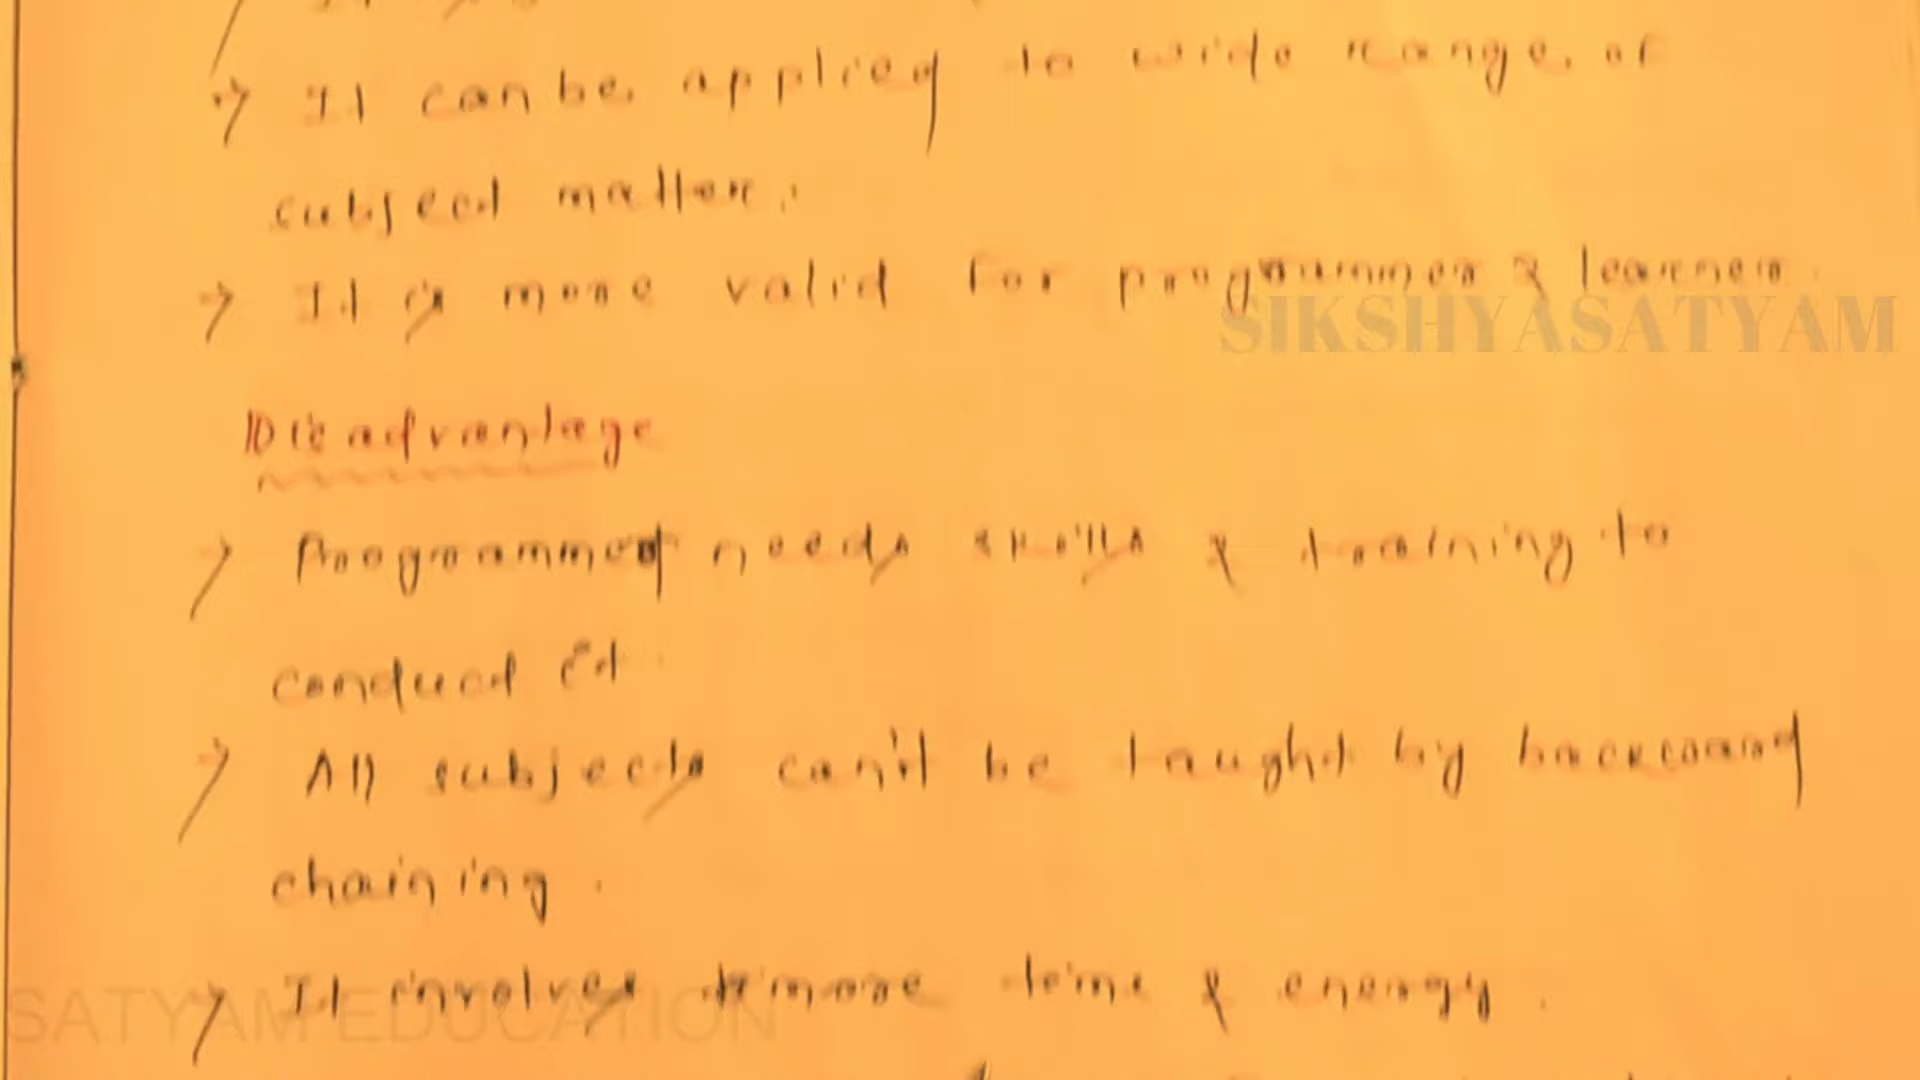 → It can be applied to wide range of
subject matter.
→ It is more valid for programmer & learner.
SIKSHYASATYAM
Disadvantage
→ Programmer needs skills & training to
conduct it.
→ All subjects can't be taught by backward
chaining.
→ It involves more time & energy.
SATYAM EDUCATION